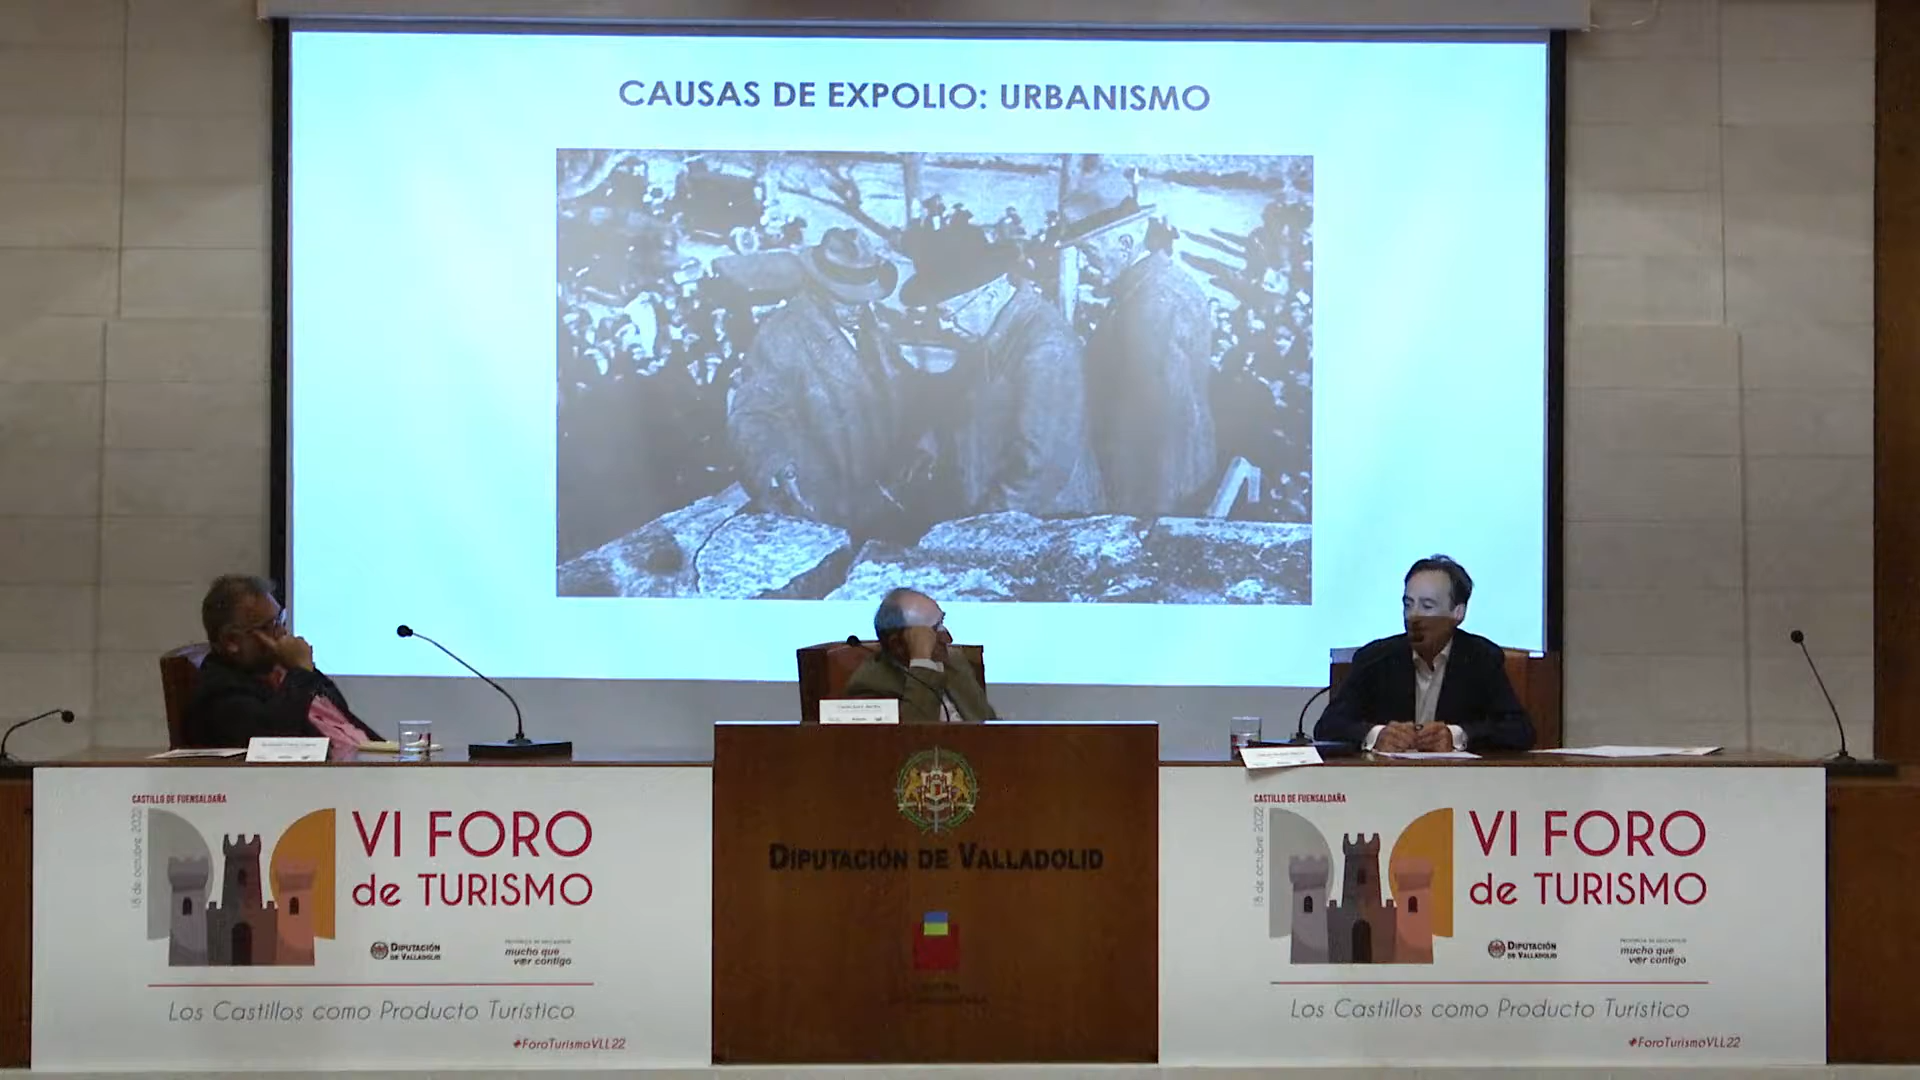 CAUSAS DE EXPOLIO: URBANISMO
CASTILLO DE FUENSALDAÑA
18 de octubre 2022
VI FORO
de TURISMO
DIPUTACIÓN
DE VALLADOLID
mucho que
ver contigo
Los Castillos como Producto Turístico
#ForoTurismoVLL22
DIPUTACIÓN DE VALLADOLID
CASTILLO DE FUENSALDAÑA
18 de octubre 2022
VI FORO
de TURISMO
DIPUTACIÓN
DE VALLADOLID
mucho que
ver contigo
Los Castillos como Producto Turístico
#ForoTurismoVLL22